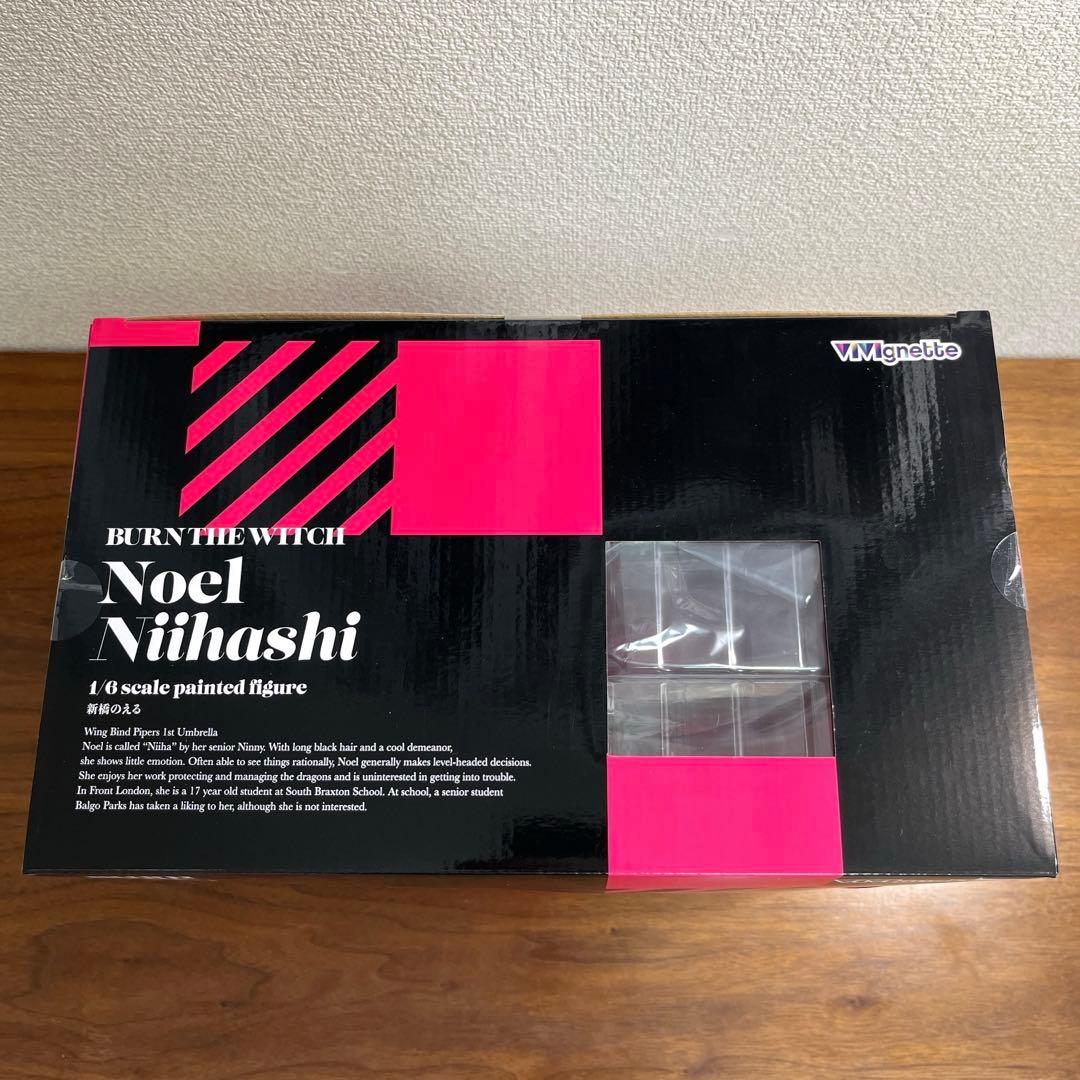 VIVIgnette
BURN THE WITCH
Noel
Niihashi
1/6 scale painted figure
新橋のえる
Wing Bind Pipers 1st Umbrella
Noel is called “Niiha” by her senior Ninny. With long black hair and a cool demeanor,
she shows little emotion. Often able to see things rationally, Noel generally makes level-headed decisions.
She enjoys her work protecting and managing the dragons and is uninterested in getting into trouble.
In Front London, she is a 17 year old student at South Braxton School. At school, a senior student
Balgo Parks has taken a liking to her, although she is not interested.